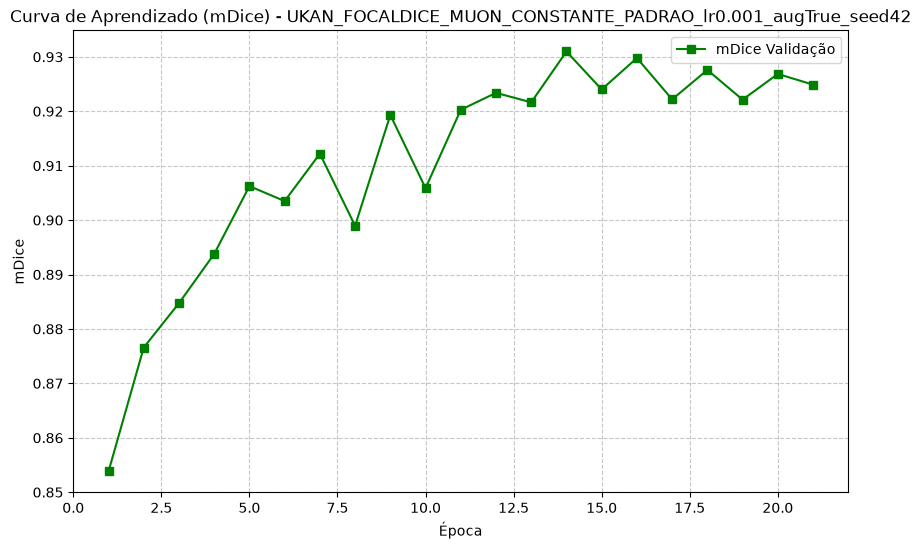 Curva de Aprendizado (mDice) - UKAN_FOCALDICE_MUON_CONSTANTE_PADRAO_lr0.001_augTrue_seed42
mDice Validação
0.93
0.92
0.91
0.90
0.89
0.88
0.87
0.86
0.85
mDice
0.0 2.5 5.0 7.5 10.0 12.5 15.0 17.5 20.0
Época